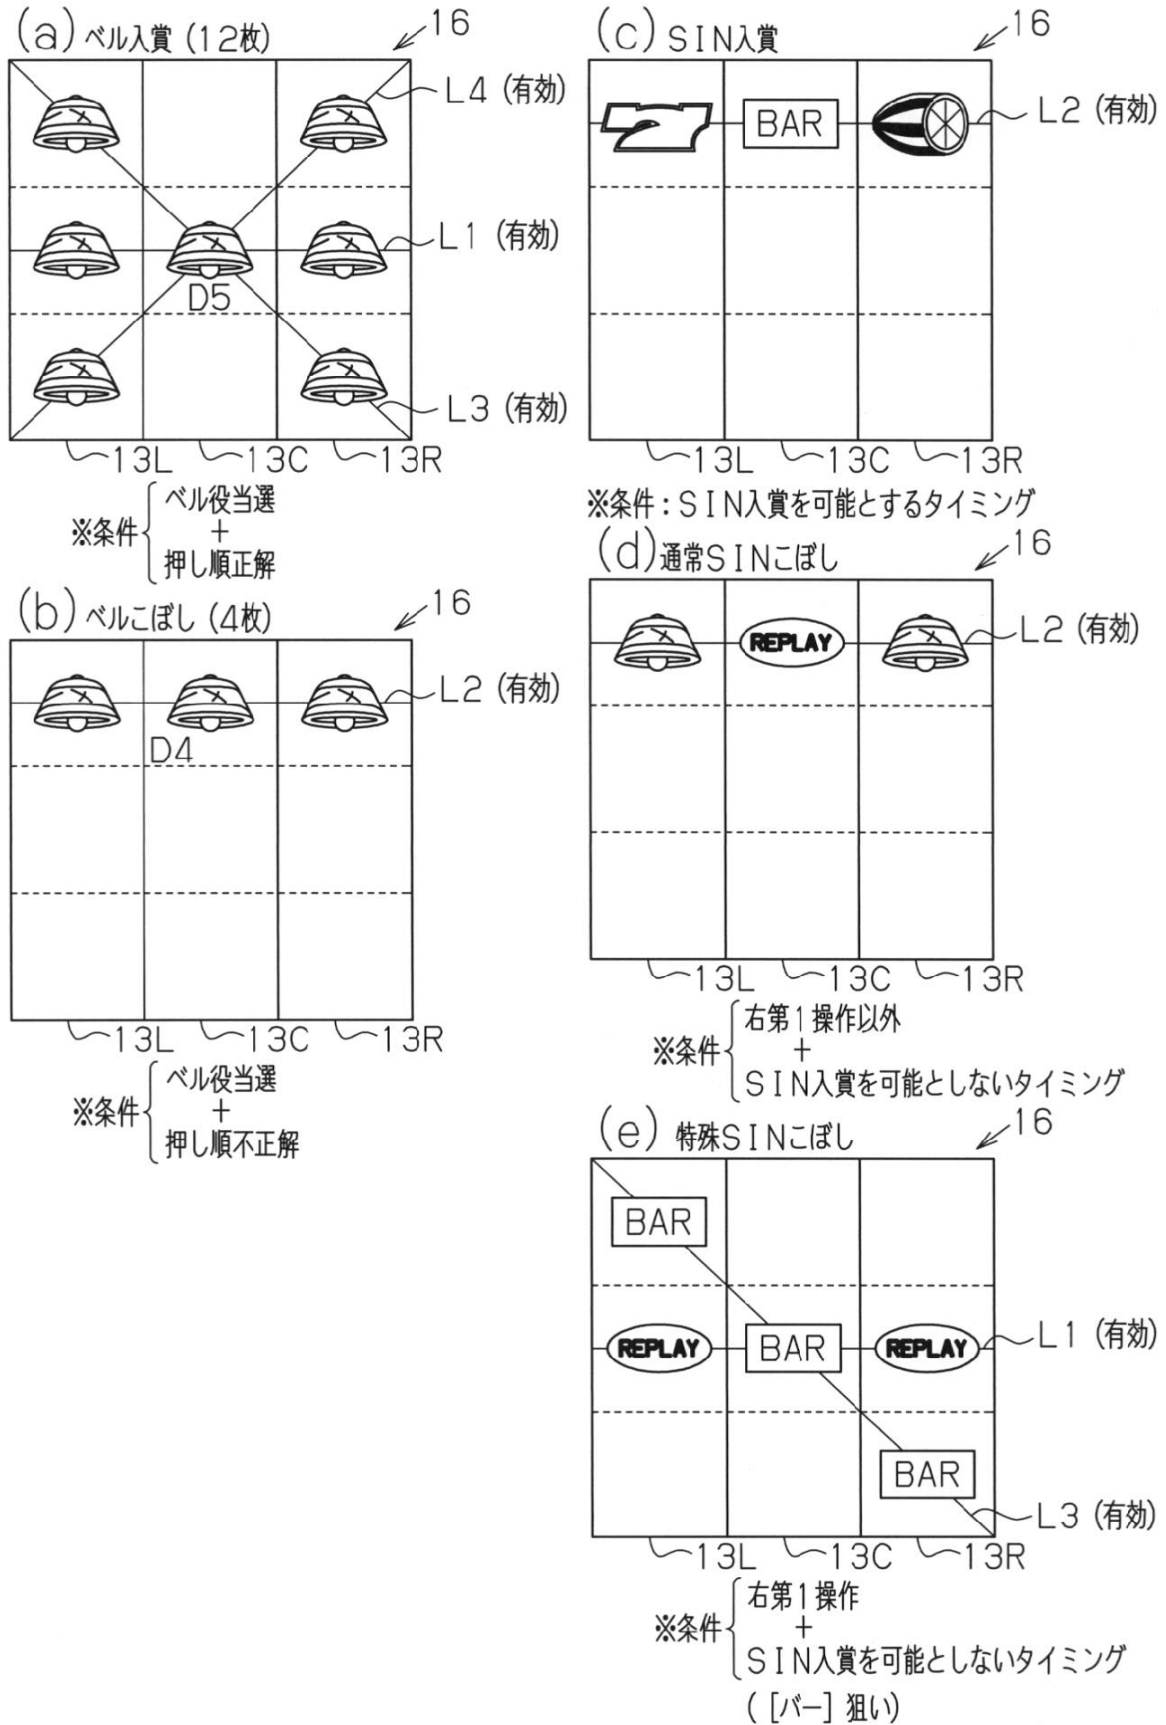 (a) ベル入賞 (12枚)
16
L4 (有効)
L1 (有効)
D5
L3 (有効)
13L 13C 13R
※条件
ベル役当選
+
押し順正解
(b) ベルこぼし (4枚)
16
L2 (有効)
D4
13L 13C 13R
※条件
ベル役当選
+
押し順不正解
(c) SIN入賞
16
BAR
L2 (有効)
13L 13C 13R
※条件：SIN入賞を可能とするタイミング
(d) 通常SINこぼし
16
REPLAY
L2 (有効)
13L 13C 13R
※条件
右第1操作以外
+
SIN入賞を可能としないタイミング
(e) 特殊SINこぼし
16
BAR
REPLAY BAR REPLAY
L1 (有効)
BAR
L3 (有効)
13L 13C 13R
※条件
右第1操作
+
SIN入賞を可能としないタイミング
([バー] 狙い)